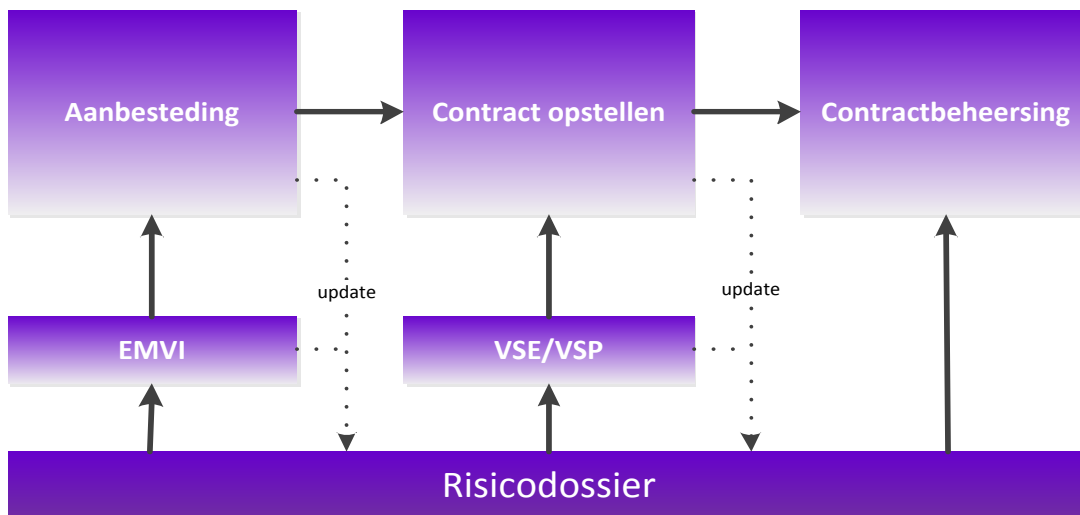 Aanbesteding
Contract opstellen
Contractbeheersing
update
update
EMVI
VSE/VSP
Risicodossier